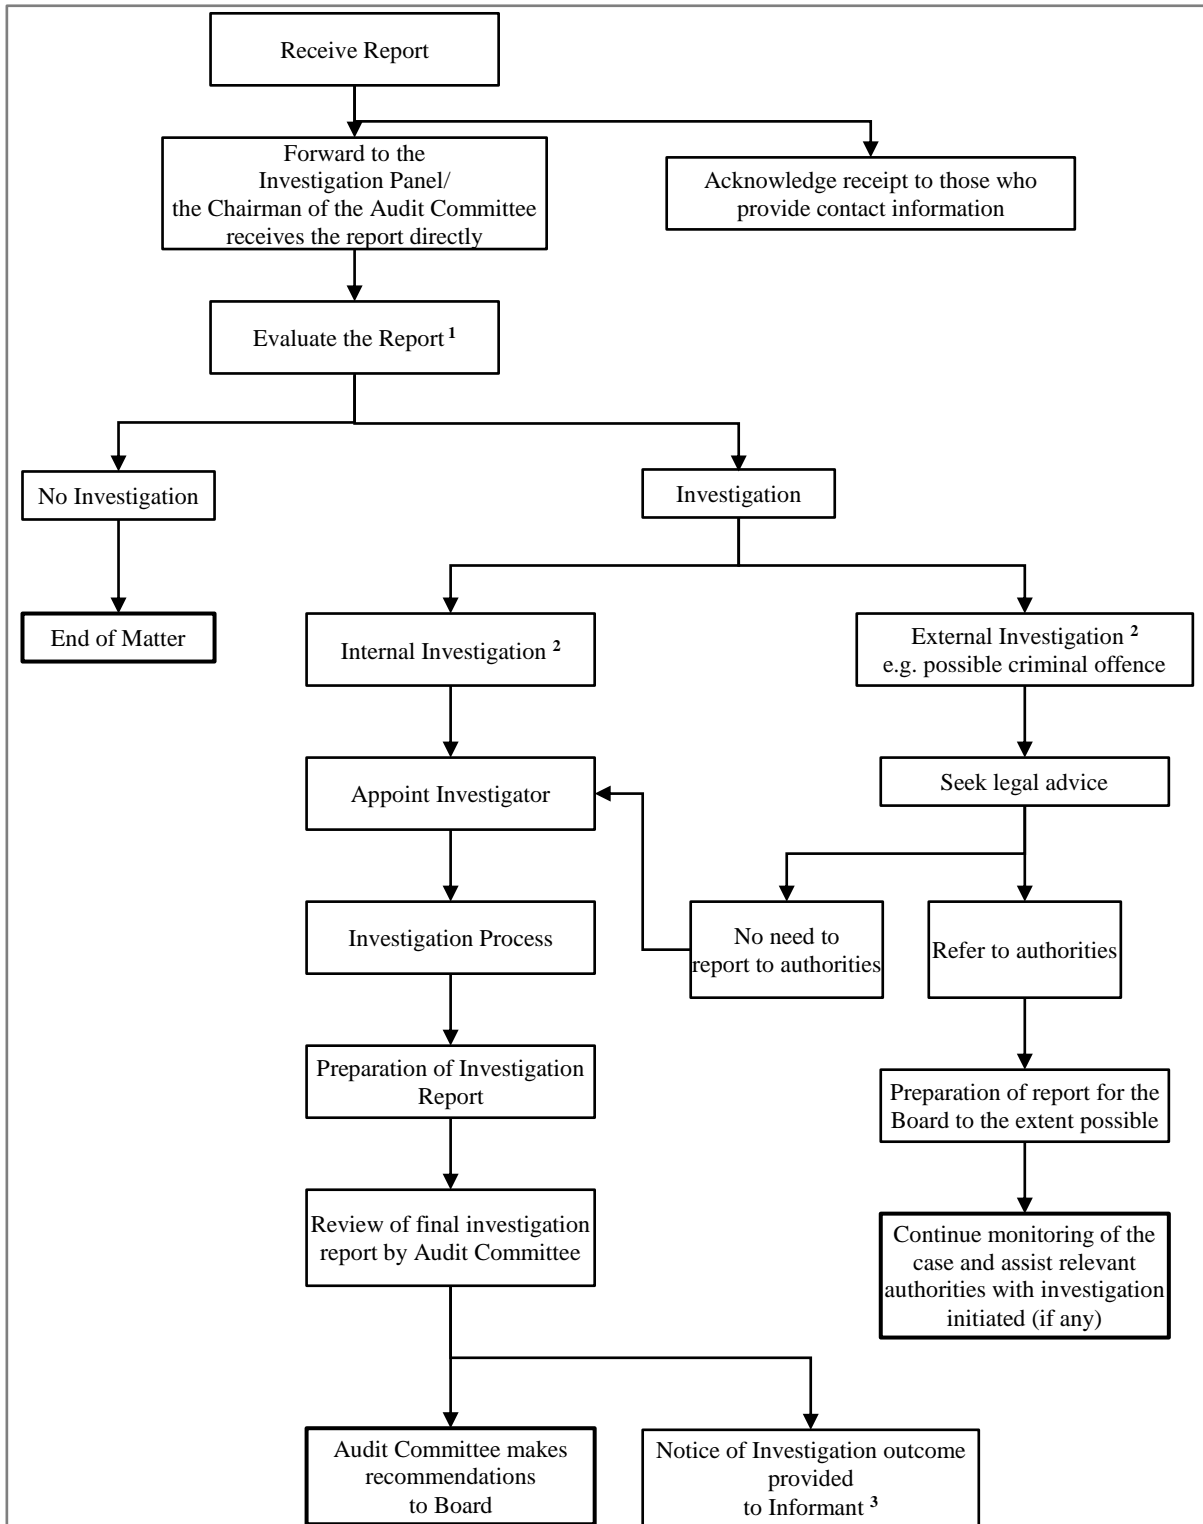 Receive Report
Forward to the
Investigation Panel/
the Chairman of the Audit Committee
receives the report directly
Acknowledge receipt to those who
provide contact information
Evaluate the Report 1
No Investigation
Investigation
End of Matter
Internal Investigation 2
External Investigation 2
e.g. possible criminal offence
Appoint Investigator
Seek legal advice
Investigation Process
No need to
report to authorities
Refer to authorities
Preparation of Investigation
Report
Preparation of report for the
Board to the extent possible
Review of final investigation
report by Audit Committee
Continue monitoring of the
case and assist relevant
authorities with investigation
initiated (if any)
Audit Committee makes
recommendations
to Board
Notice of Investigation outcome
provided
to Informant 3